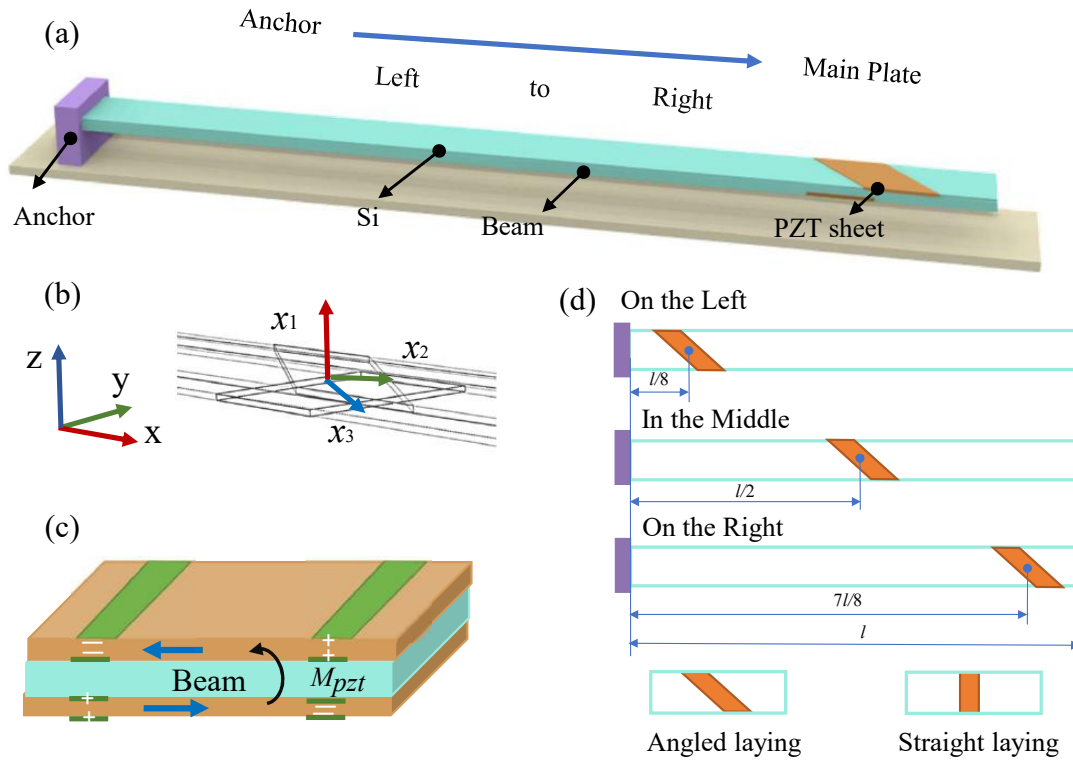 (a)
Anchor
Left to Right
Main Plate
Anchor
Si
Beam
PZT sheet
(b)
z
y
x
x1
x2
x3
(c)
− −
+ +
Beam
Mpzt
+ +
− −
(d)
On the Left
l/8
In the Middle
l/2
On the Right
7l/8
l
Angled laying
Straight laying